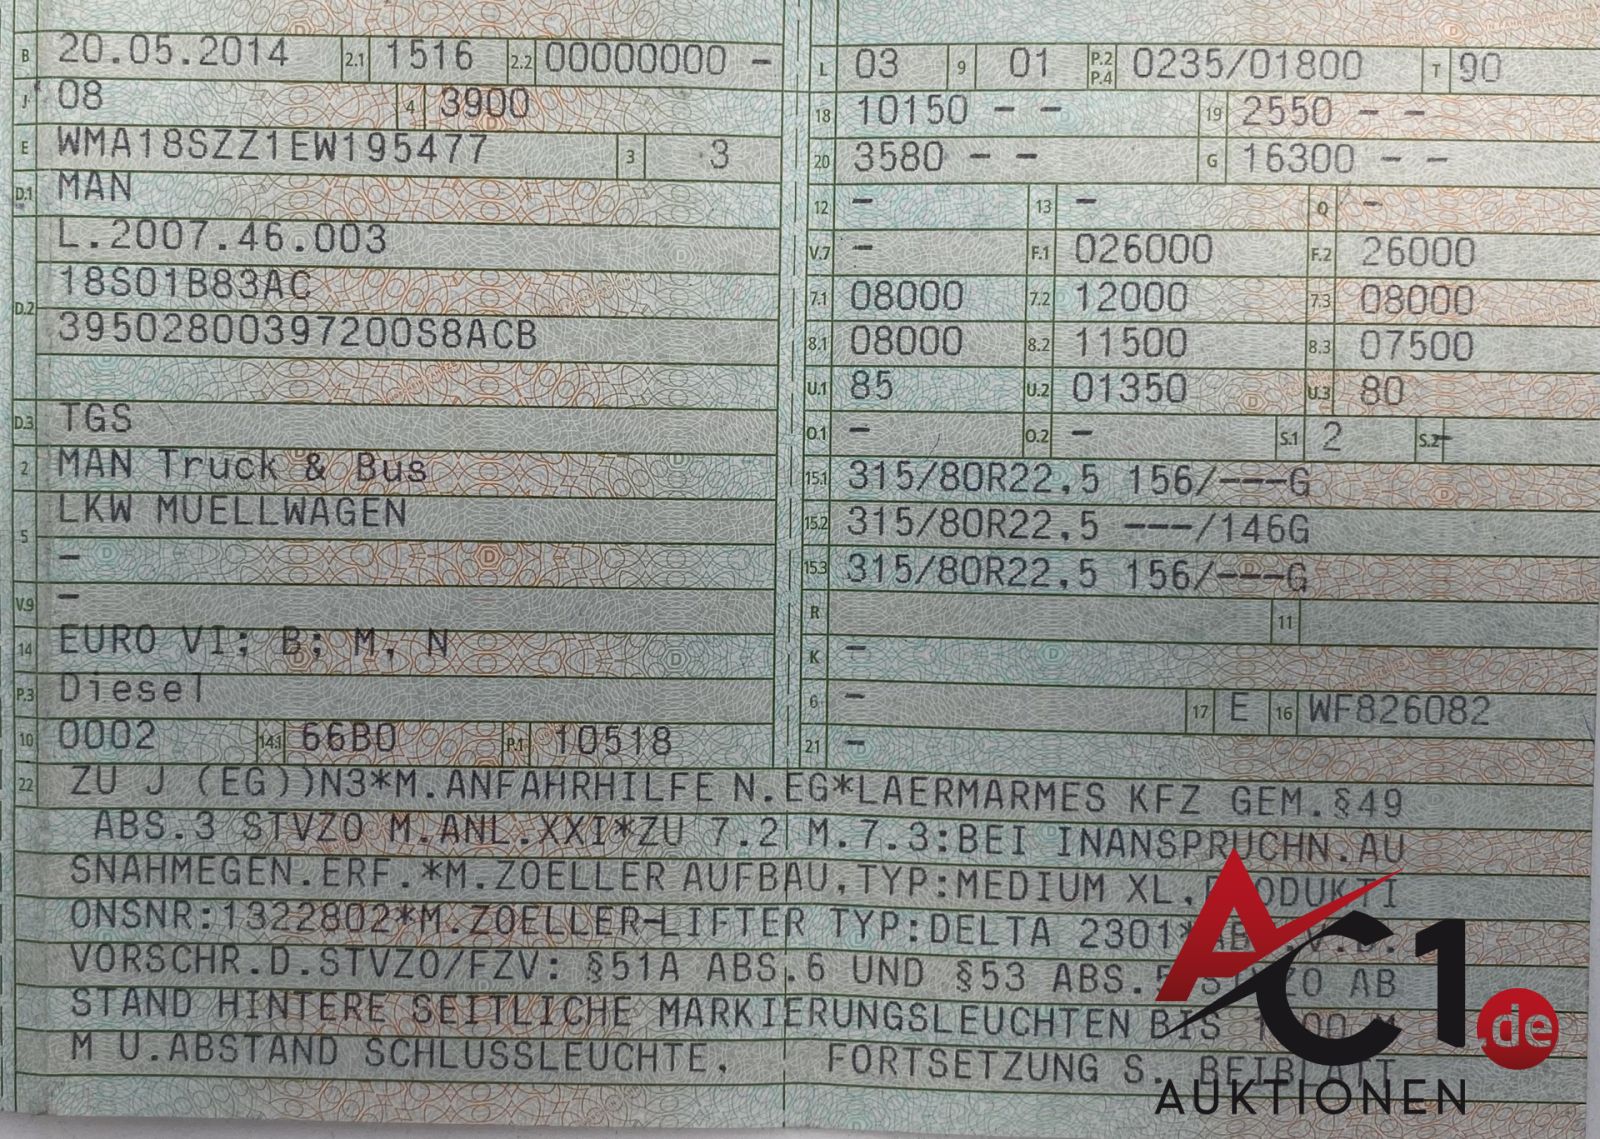 B 20.05.2014 2.1 1516 2.2 00000000 -
J 08 4 3900
E WMA18SZZ1EW195477 3 3
D.1 MAN
L.2007.46.003
D.2 18S01B83AC
39502800397200S8ACB
D.3 TGS
2 MAN Truck & Bus
5 LKW MUELLWAGEN
-
V.9 -
14 EURO VI; B; M, N
P.3 Diesel
10 0002 14.1 66B0 P.1 10518
L 03 9 01 P.2 P.4 0235/01800 T 90
18 10150 - - 19 2550 - -
20 3580 - - G 16300 - -
12 - 13 - Q -
V.7 - F.1 026000 F.2 26000
7.1 08000 7.2 12000 7.3 08000
8.1 08000 8.2 11500 8.3 07500
U.1 85 U.2 01350 U.3 80
O.1 - O.2 - S.1 2 S.2 -
15.1 315/80R22,5 156/---G
15.2 315/80R22,5 ---/146G
15.3 315/80R22,5 156/---G
R 11
K -
6 - 17 E 16 WF826082
21 -
22 ZU J (EG))N3*M.ANFAHRHILFE N.EG*LAERMARMES KFZ GEM.§49
ABS.3 STVZO M.ANL.XXI*ZU 7.2 M.7.3:BEI INANSPRUCHN.AU
SNAHMEGEN.ERF.*M.ZOELLER AUFBAU,TYP:MEDIUM XL,PRODUKTI
ONSNR:1322802*M.ZOELLER-LIFTER TYP:DELTA 2301*
VORSCHR.D.STVZO/FZV: §51A ABS.6 UND §53 ABS. AB
STAND HINTERE SEITLICHE MARKIERUNGSLEUCHTEN BIS M
M U.ABSTAND SCHLUSSLEUCHTE, FORTSETZUNG S. BEIBLATT
AC1.de
AUKTIONEN